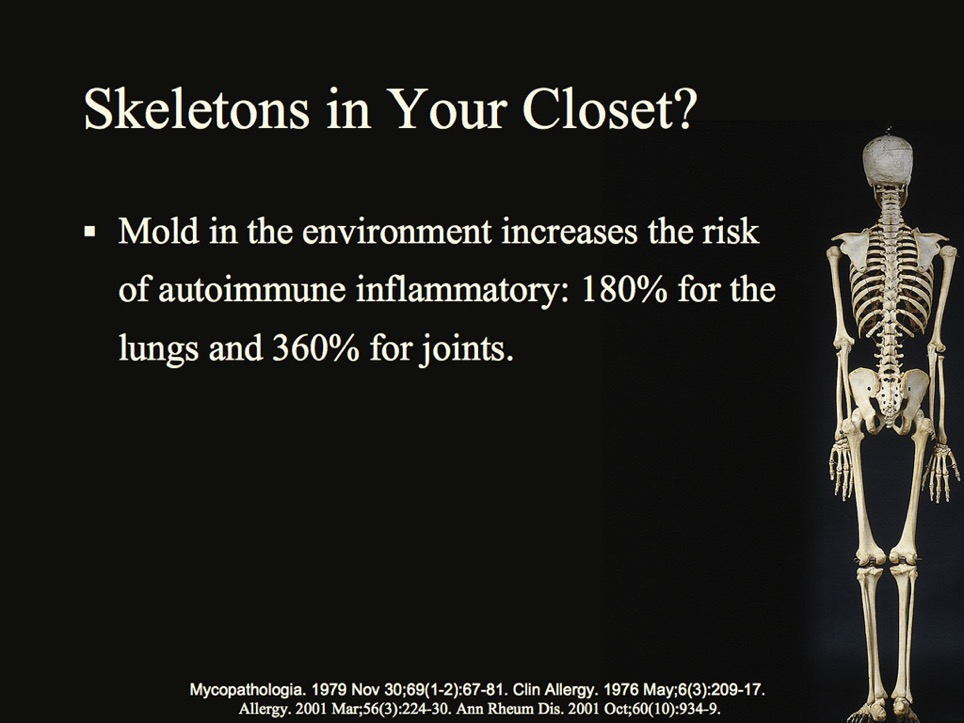 Skeletons in Your Closet?
▪ Mold in the environment increases the risk
of autoimmune inflammatory: 180% for the
lungs and 360% for joints.
Mycopathologia. 1979 Nov 30;69(1-2):67-81. Clin Allergy. 1976 May;6(3):209-17.
Allergy. 2001 Mar;56(3):224-30. Ann Rheum Dis. 2001 Oct;60(10):934-9.